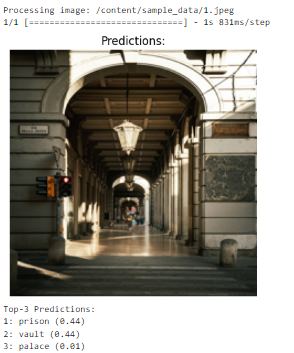 Processing image: /content/sample_data/1.jpeg
1/1 [==============================] - 1s 831ms/step
Predictions:
Top-3 Predictions:
1: prison (0.44)
2: vault (0.44)
3: palace (0.01)